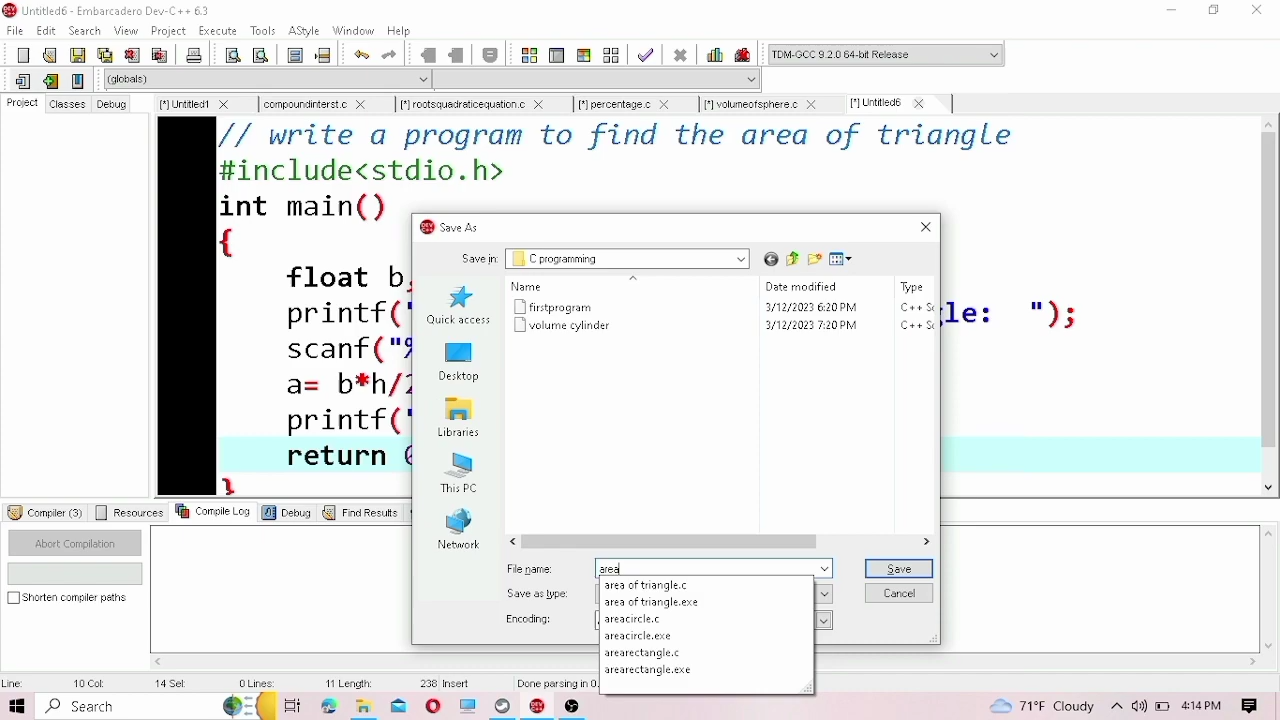 Untitled6 - Embarcadero Dev-C++ 6.3
File Edit Search View Project Execute Tools AStyle Window Help
TDM-GCC 9.2.0 64-bit Release
(globals)
Project Classes Debug [*] Untitled1 compoundinterst.c [*] rootsquadraticequation.c [*] percentage.c [*] volumeofsphere.c [*] Untitled6
// write a program to find the area of triangle
#include<stdio.h>
int main()
{
float b,
printf(" gle: ");
scanf("%
a= b*h/2
printf("
return 0
}
Save As
Save in: C programming
Name Date modified Type
firstprogram 3/12/2023 6:20 PM C++ So
volume cylinder 3/12/2023 7:20 PM C++ So
Quick access
Desktop
Libraries
This PC
Network
File name: area Save
Save as type: Cancel
Encoding:
area of triangle.c
area of triangle.exe
areacircle.c
areacircle.exe
arearectangle.c
arearectangle.exe
Compiler (3) Resources Compile Log Debug Find Results
Abort Compilation
Shorten compiler paths
Line: 10 Col: 14 Sel: 0 Lines: 11 Length: 238 Insert Done parsing in 0.
Search 71°F Cloudy 4:14 PM